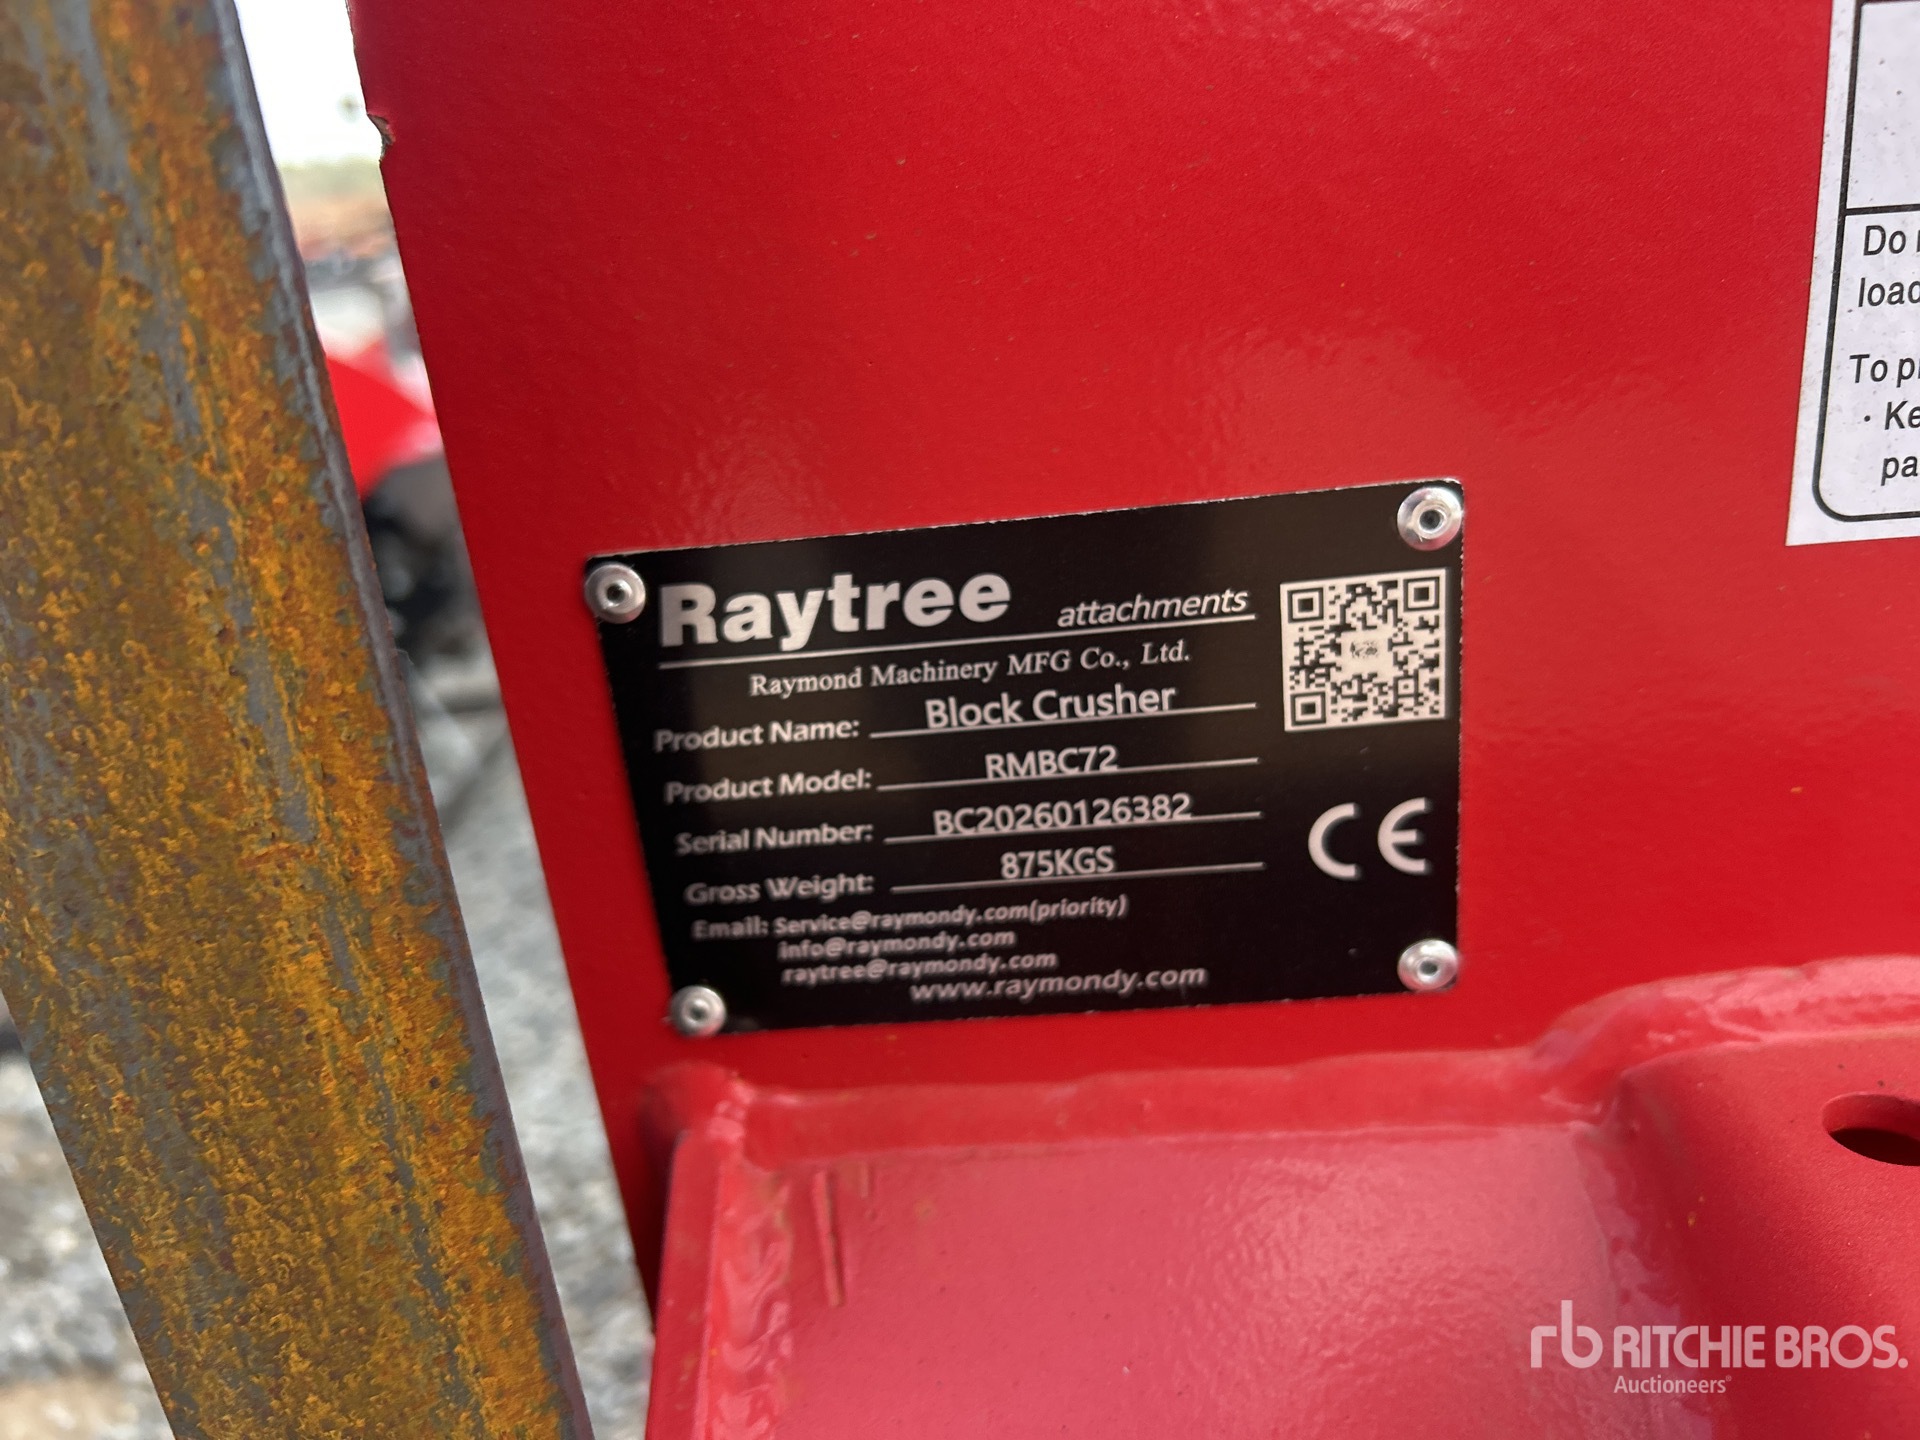 Raytree attachments
Raymond Machinery MFG Co., Ltd.
Product Name: Block Crusher
Product Model: RMBC72
Serial Number: BC20260126382
Gross Weight: 875KGS
Email: Service@raymondy.com(priority)
info@raymondy.com
raytree@raymondy.com
www.raymondy.com
CE
Do
load
To
rb RITCHIE BROS.
Auctioneers